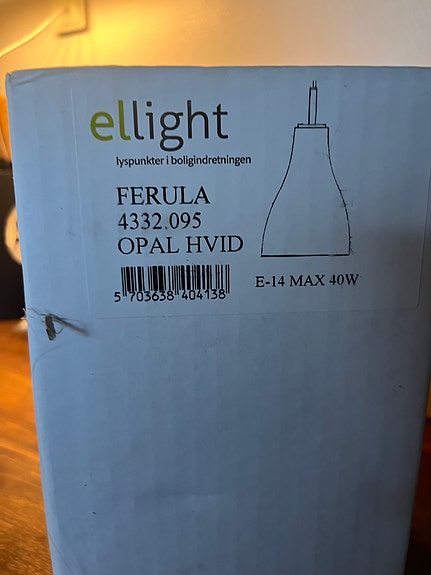 ellight
lyspunkter i boligindretningen
FERULA
4332.095
OPAL HVID
E-14 MAX 40W
5 703638 404138